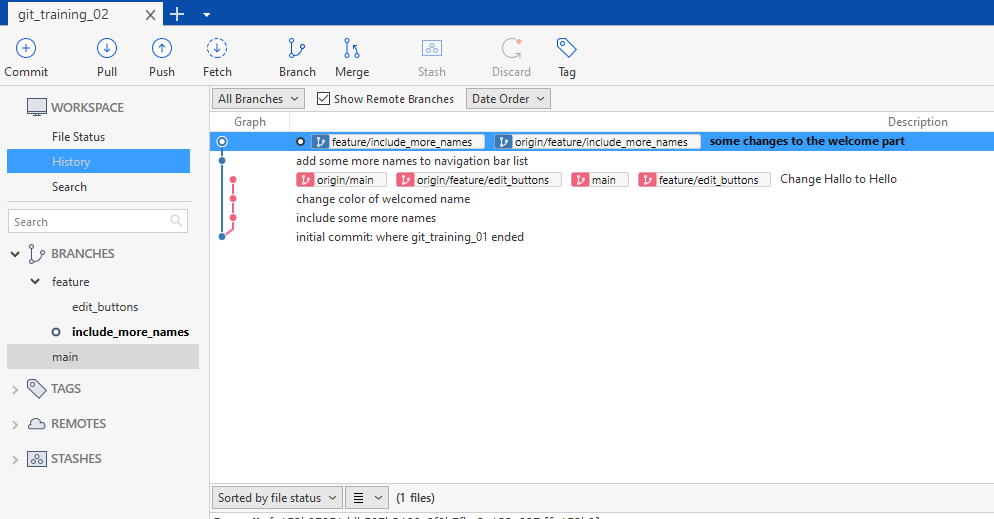 git_training_02
Commit Pull Push Fetch Branch Merge Stash Discard Tag
WORKSPACE
File Status
History
Search
Search
BRANCHES
feature
edit_buttons
include_more_names
main
TAGS
REMOTES
STASHES
All Branches Show Remote Branches Date Order
Graph Description
feature/include_more_names origin/feature/include_more_names some changes to the welcome part
add some more names to navigation bar list
origin/main origin/feature/edit_buttons main feature/edit_buttons Change Hallo to Hello
change color of welcomed name
include some more names
initial commit: where git_training_01 ended
Sorted by file status (1 files)